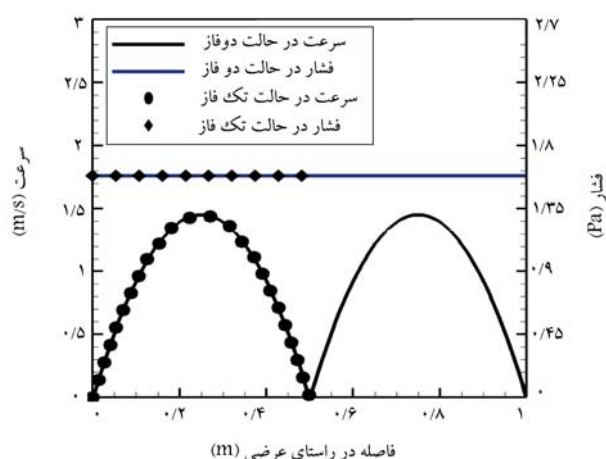 سرعت در حالت دوفاز
فشار در حالت دو فاز
سرعت در حالت تک فاز
فشار در حالت تک فاز
۳
۲/۵
۲
۱/۵
۱
۰/۵
۰
سرعت (m/s)
۲/۷
۲/۲۵
۱/۸
۱/۳۵
۰/۹
۰/۴۵
۰
فشار (Pa)
۰ ۰/۲ ۰/۴ ۰/۶ ۰/۸ ۱
فاصله در راستای عرضی (m)